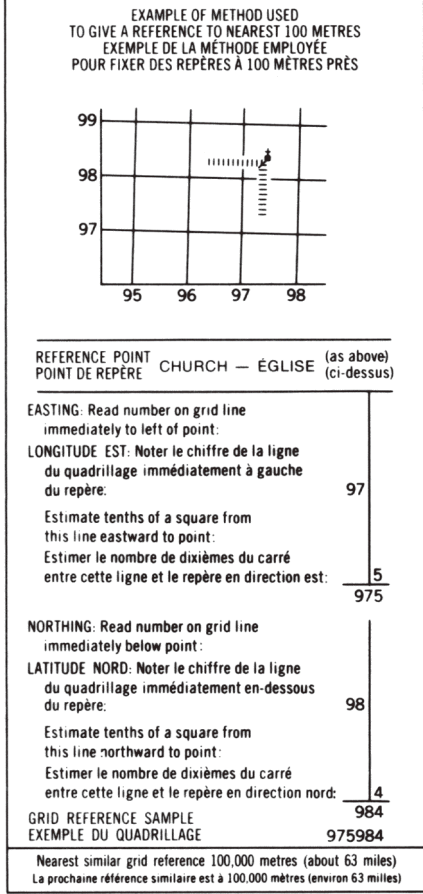 EXAMPLE OF METHOD USED
TO GIVE A REFERENCE TO NEAREST 100 METRES
EXEMPLE DE LA MÉTHODE EMPLOYÉE
POUR FIXER DES REPÈRES À 100 MÈTRES PRÈS
99
98
97
95 96 97 98
REFERENCE POINT
POINT DE REPÈRE CHURCH — ÉGLISE (as above)
(ci-dessus)
EASTING: Read number on grid line
immediately to left of point:
LONGITUDE EST: Noter le chiffre de la ligne
du quadrillage immédiatement à gauche
du repère: 97
Estimate tenths of a square from
this line eastward to point:
Estimer le nombre de dixièmes du carré
entre cette ligne et le repère en direction est: 5
975
NORTHING: Read number on grid line
immediately below point:
LATITUDE NORD: Noter le chiffre de la ligne
du quadrillage immédiatement en-dessous
du repère: 98
Estimate tenths of a square from
this line northward to point:
Estimer le nombre de dixièmes du carré
entre cette ligne et le repère en direction nord: 4
984
GRID REFERENCE SAMPLE
EXEMPLE DU QUADRILLAGE 975984
Nearest similar grid reference 100,000 metres (about 63 miles)
La prochaine référence similaire est à 100,000 mètres (environ 63 milles)